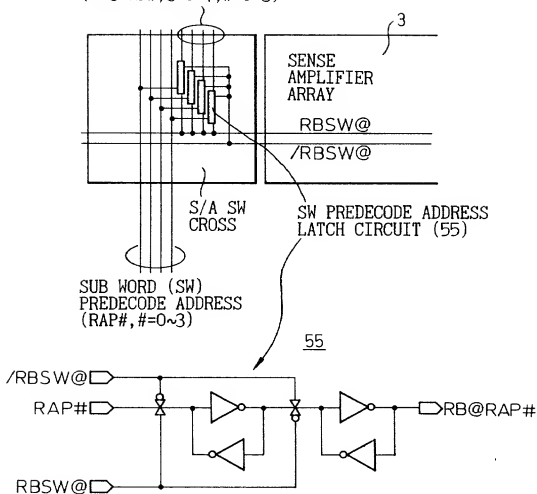 3
SENSE
AMPLIFIER
ARRAY
RBSW@
/RBSW@
S/A SW
CROSS
SW PREDECODE ADDRESS
LATCH CIRCUIT (55)
SUB WORD (SW)
PREDECODE ADDRESS
(RAP#,#=0~3)
55
/RBSW@
RAP#
RB@RAP#
RBSW@